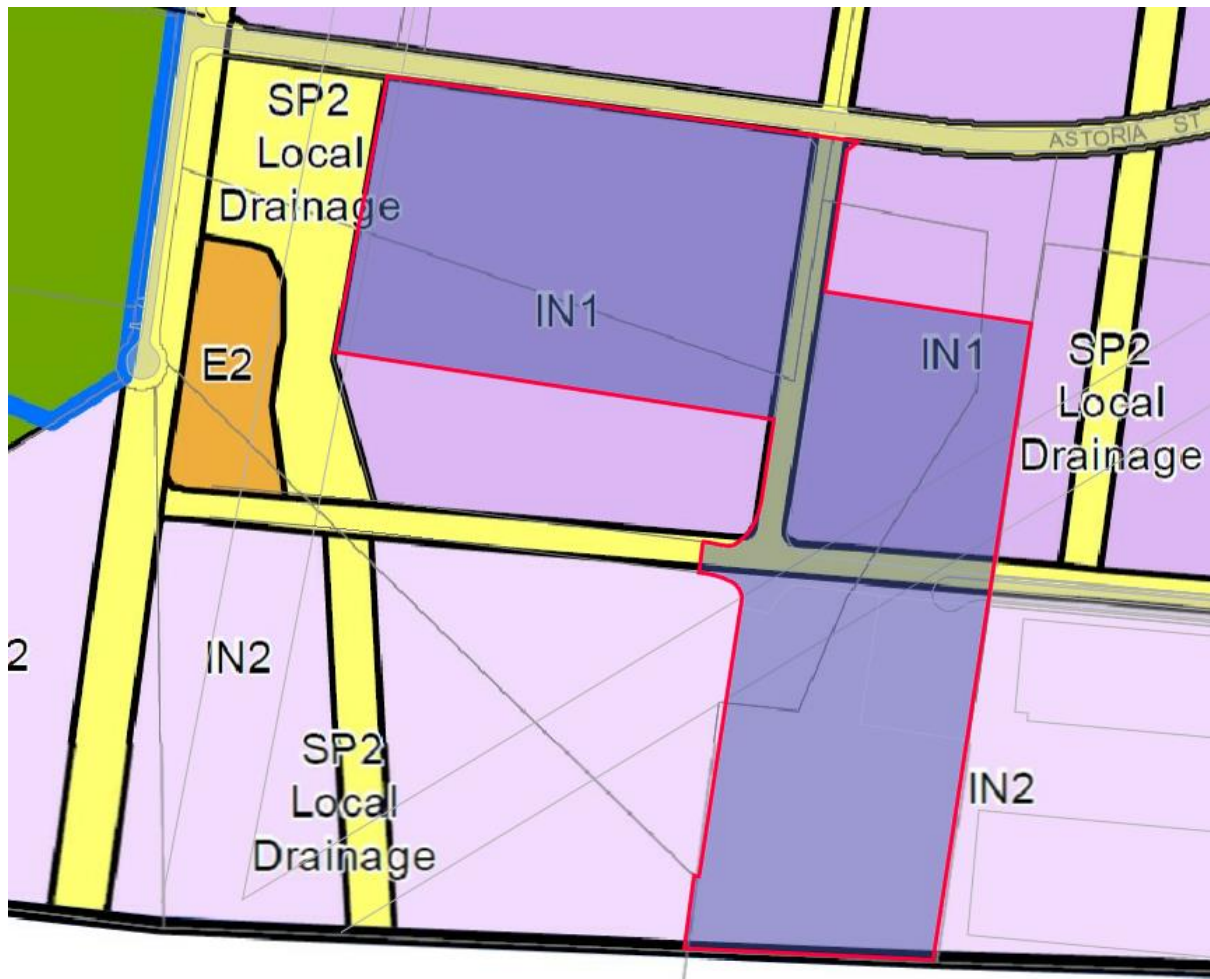 SP2
Local
Drainage
ASTORIA ST
IN1
IN1
E2
SP2
Local
Drainage
2
IN2
SP2
Local
Drainage
IN2